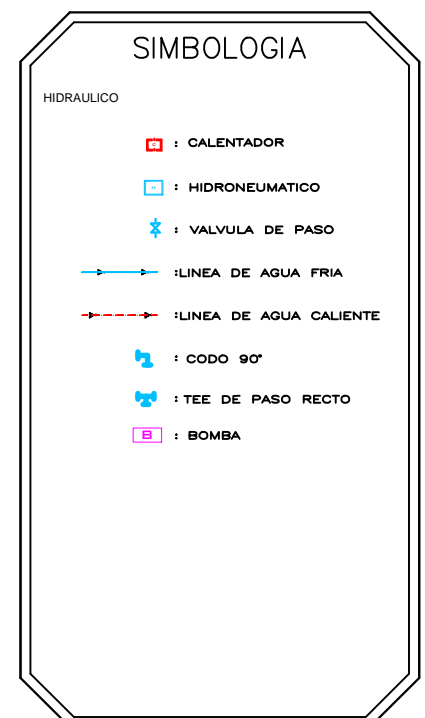 SIMBOLOGIA
HIDRAULICO
C : CALENTADOR
H : HIDRONEUMATICO
: VALVULA DE PASO
:LINEA DE AGUA FRIA
:LINEA DE AGUA CALIENTE
: CODO 90°
: TEE DE PASO RECTO
B : BOMBA